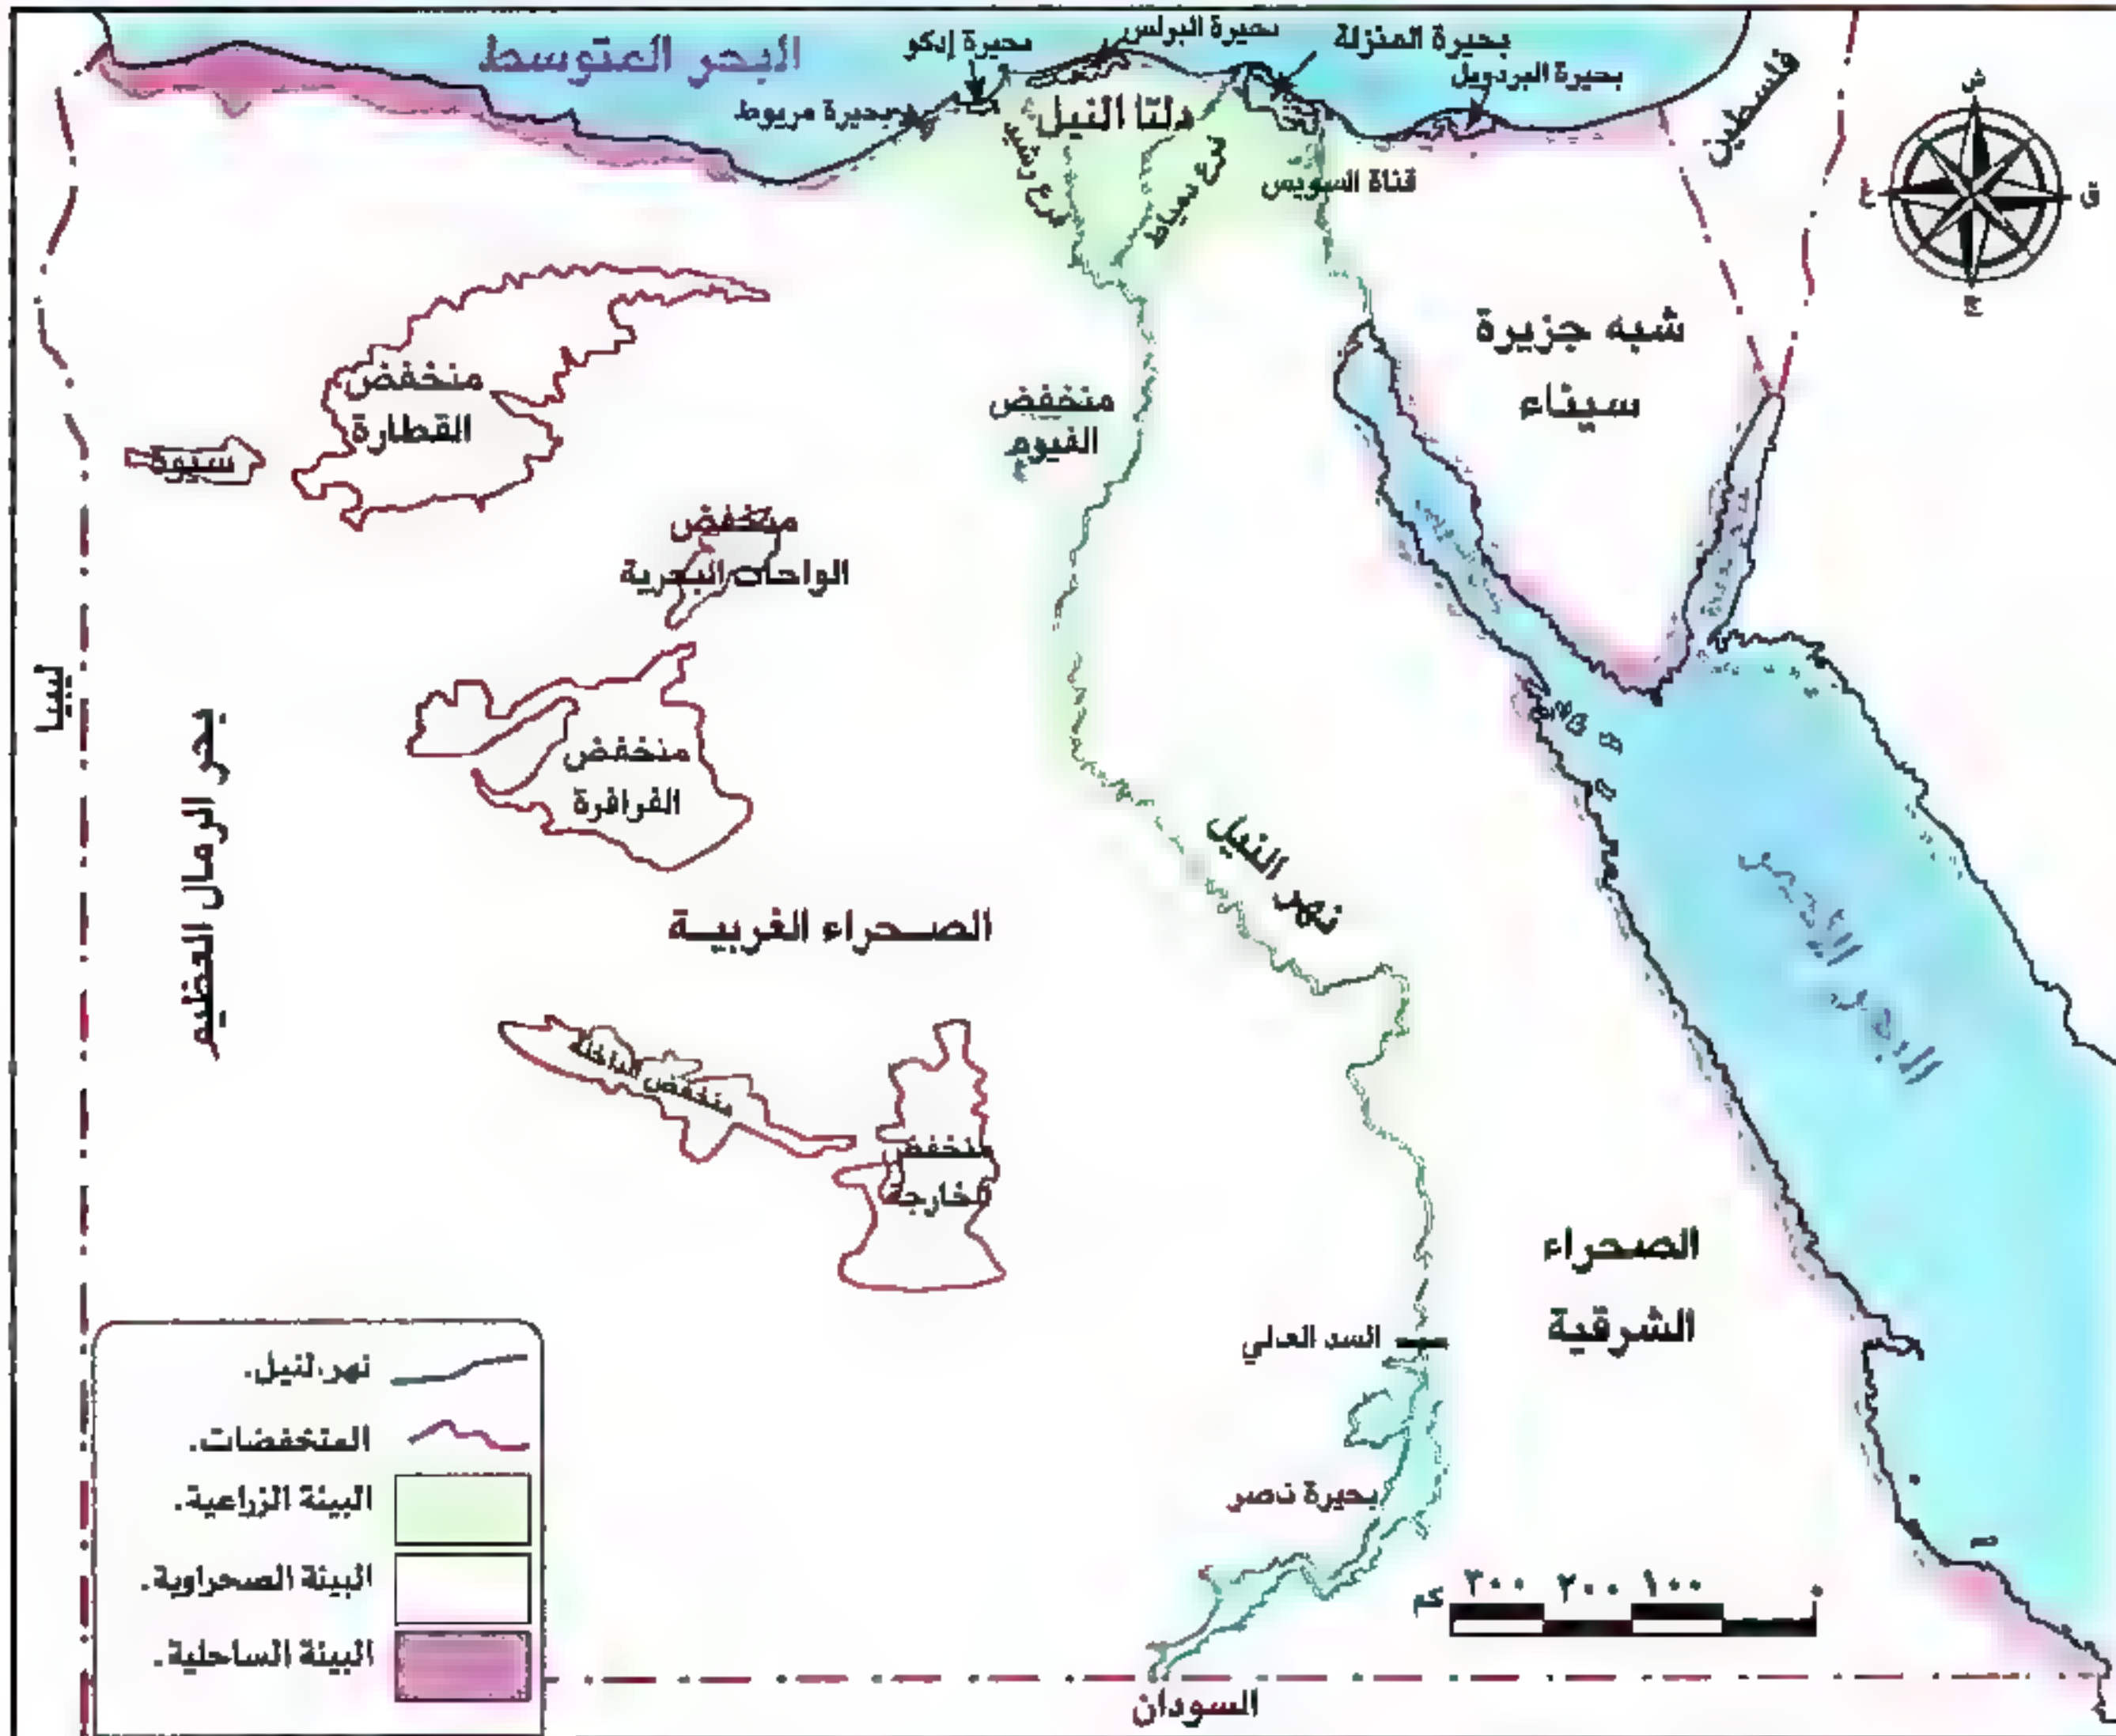 البحر المتوسط
بحيرة إدكو
بحيرة البرلس
بحيرة المنزلة
بحيرة البردويل
بحيرة مريوط
دلتا النيل
فرع رشيد
فرع دمياط
قناة السويس
فلسطين
ش
ق
غ
ج
شبه جزيرة
سيناء
منخفض
القطارة
سيوة
منخفض
الفيوم
منخفض
الواحات البحرية
منخفض
الفرافرة
ليبيا
بحر الرمال العظيم
نهر النيل
البحر الأحمر
الصحراء الغربية
منخفض الداخلة
منخفض
الخارجة
الصحراء
الشرقية
السد العالي
بحيرة ناصر
السودان
كم ٣٠٠ ٢٠٠ ١٠٠ ٠
نهر النيل.
المنخفضات.
البيئة الزراعية.
البيئة الصحراوية.
البيئة الساحلية.